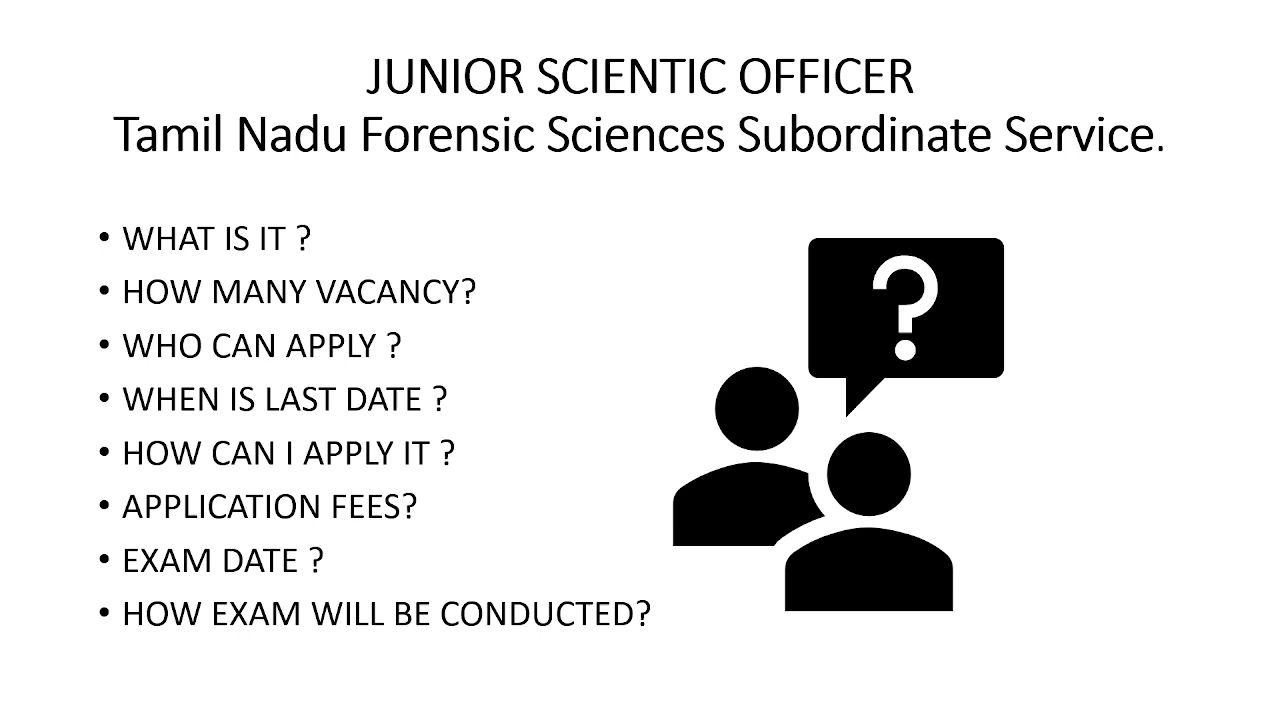 JUNIOR SCIENTIC OFFICER
Tamil Nadu Forensic Sciences Subordinate Service.
• WHAT IS IT ?
• HOW MANY VACANCY?
• WHO CAN APPLY ?
• WHEN IS LAST DATE ?
• HOW CAN I APPLY IT ?
• APPLICATION FEES?
• EXAM DATE ?
• HOW EXAM WILL BE CONDUCTED?
?